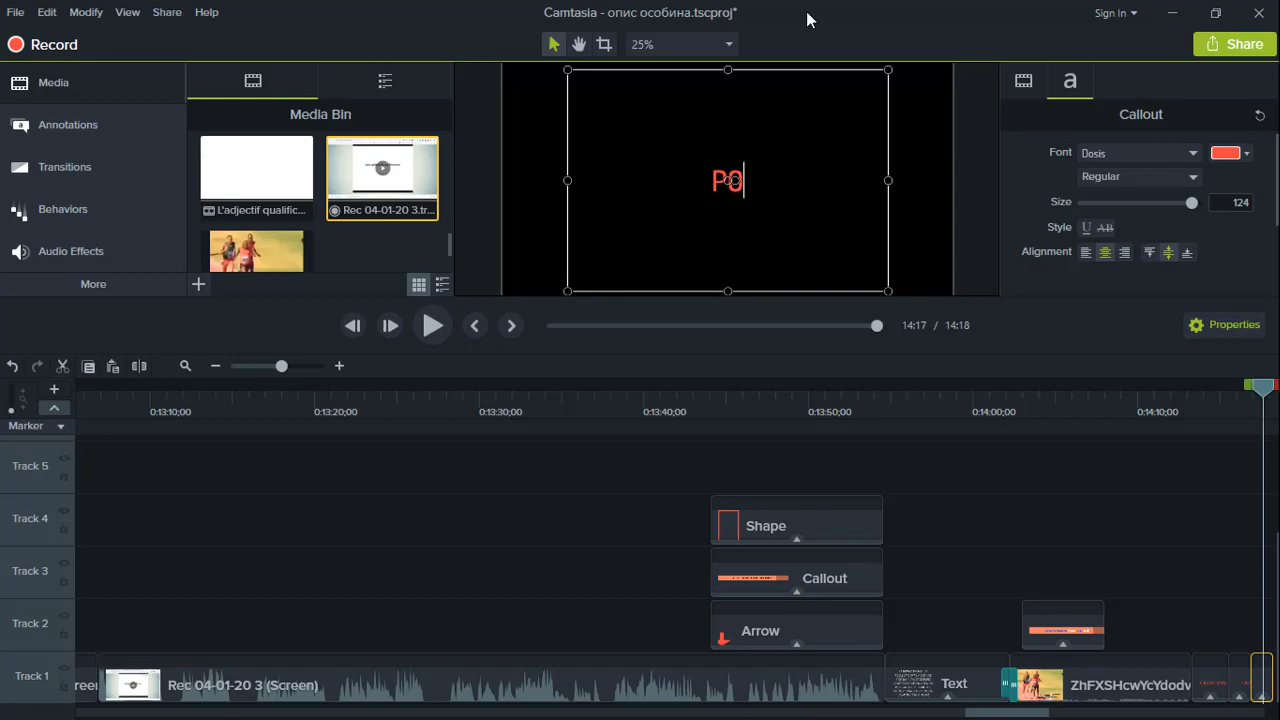 File Edit Modify View Share Help
Camtasia - опис особина.tscproj*
Sign In
Record
25%
Share
Media
Annotations
Transitions
Behaviors
Audio Effects
More
Media Bin
L'adjectif qualific...
Rec 04-01-20 3.tr...
P0
a
Callout
Font Dosis
Regular
Size 124
Style U AB
Alignment
14:17 / 14:18
Properties
0:13:10;00 0:13:20;00 0:13:30;00 0:13:40;00 0:13:50;00 0:14:00;00 0:14:10;00
Marker
Track 5
Track 4 Shape
Track 3 Callout
Track 2 Arrow
Track 1 Rec 04-01-20 3 (Screen) Text ZhFXSHcwYcYdodv